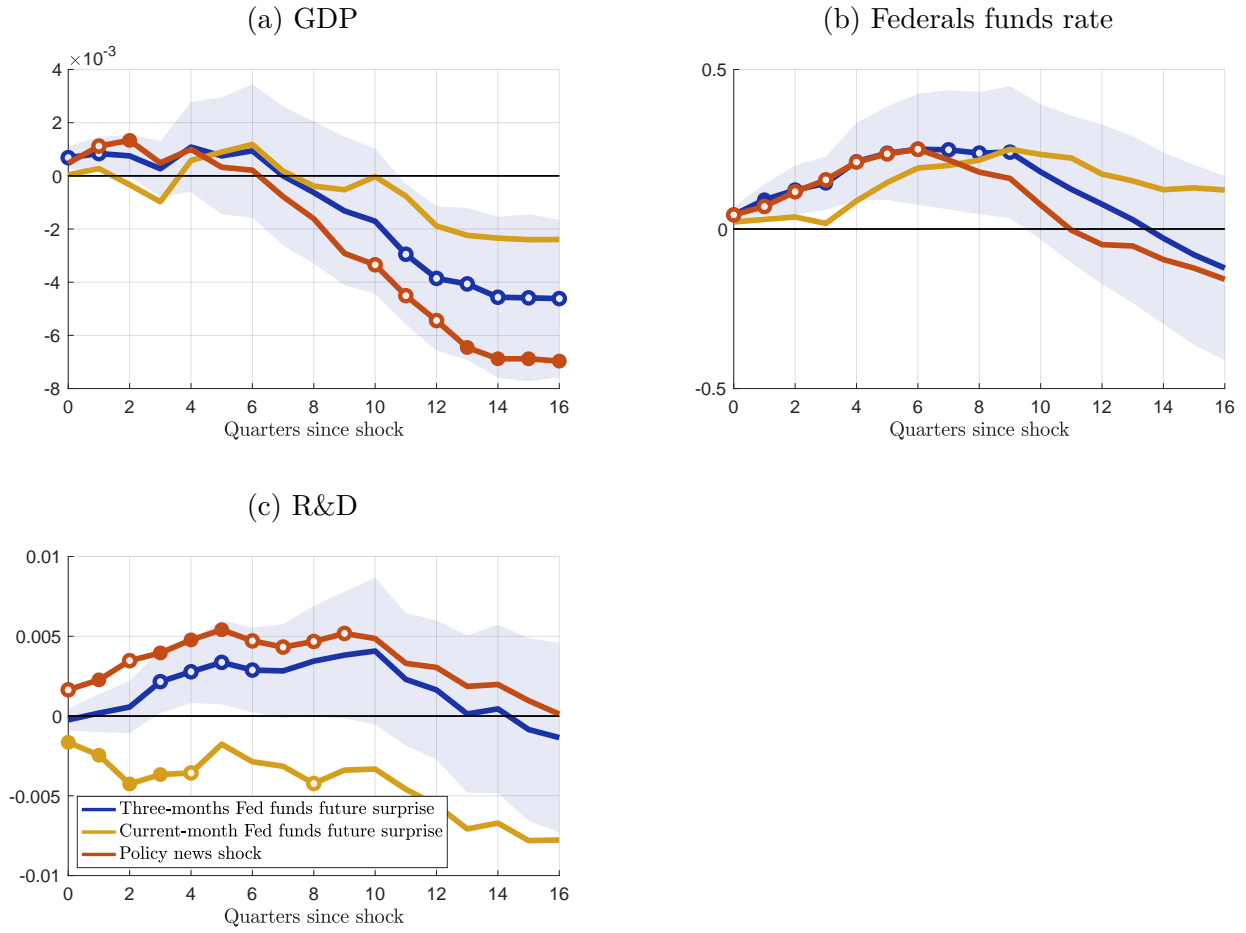 (a) GDP
×10⁻³
4
2
0
-2
-4
-6
-8
0 2 4 6 8 10 12 14 16
Quarters since shock
(b) Federals funds rate
0.5
0
-0.5
0 2 4 6 8 10 12 14 16
Quarters since shock
(c) R&D
0.01
0.005
0
-0.005
-0.01
Three-months Fed funds future surprise
Current-month Fed funds future surprise
Policy news shock
0 2 4 6 8 10 12 14 16
Quarters since shock